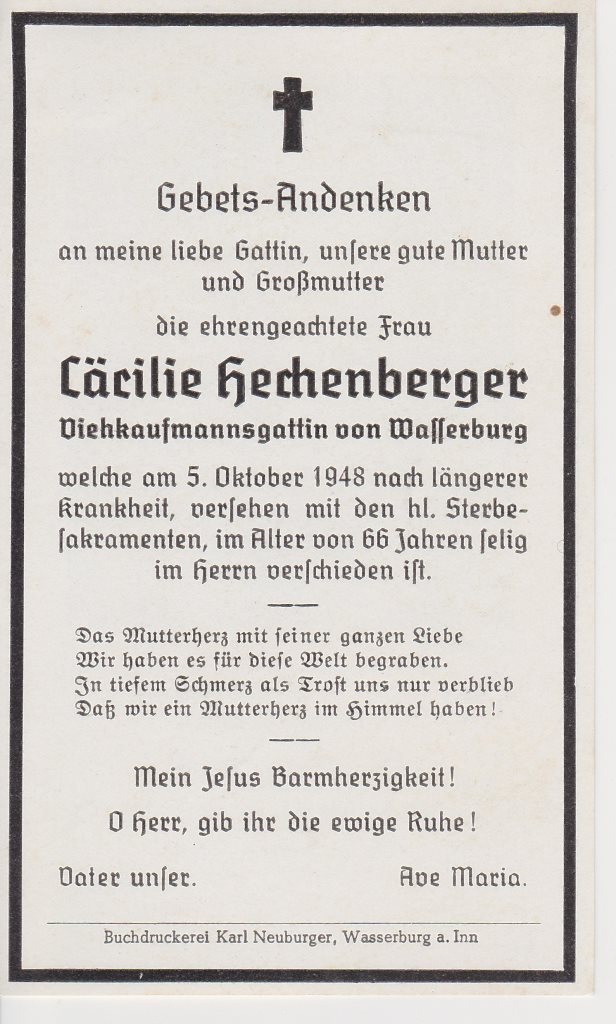 Gebets-Andenken
an meine liebe Gattin, unsere gute Mutter
und Großmutter
die ehrengeachtete Frau
Cäcilie Hechenberger
Viehkaufmannsgattin von Wasserburg
welche am 5. Oktober 1948 nach längerer
Krankheit, versehen mit den hl. Sterbe-
sakramenten, im Alter von 66 Jahren selig
im Herrn verschieden ist.
Das Mutterherz mit seiner ganzen Liebe
Wir haben es für diese Welt begraben.
In tiefem Schmerz als Trost uns nur verblieb
Daß wir ein Mutterherz im Himmel haben!
Mein Jesus Barmherzigkeit!
O Herr, gib ihr die ewige Ruhe!
Vater unser. Ave Maria.
Buchdruckerei Karl Neuburger, Wasserburg a. Inn